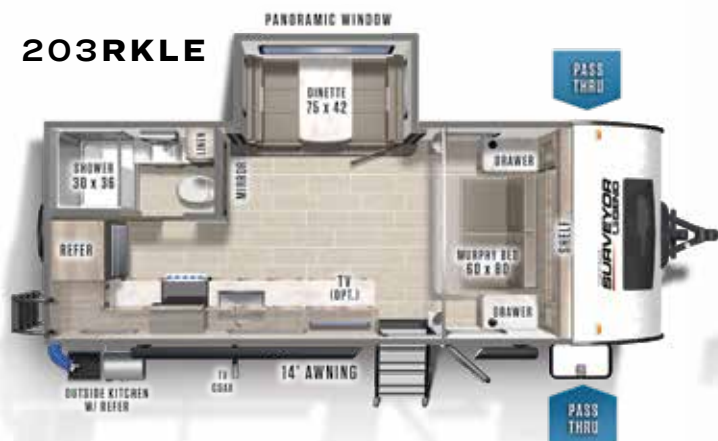 PANORAMIC WINDOW
203RKLE
PASS
THRU
DINETTE
75 x 42
LINEN
SHOWER
30 x 36
MIRROR
DRAWER
REFER
MURPHY BED
60 x 80
SHELF
SURVEYOR
LEGEND
TV
(OPT.)
DRAWER
TV
COAX
14' AWNING
OUTSIDE KITCHEN
W/ REFER
PASS
THRU